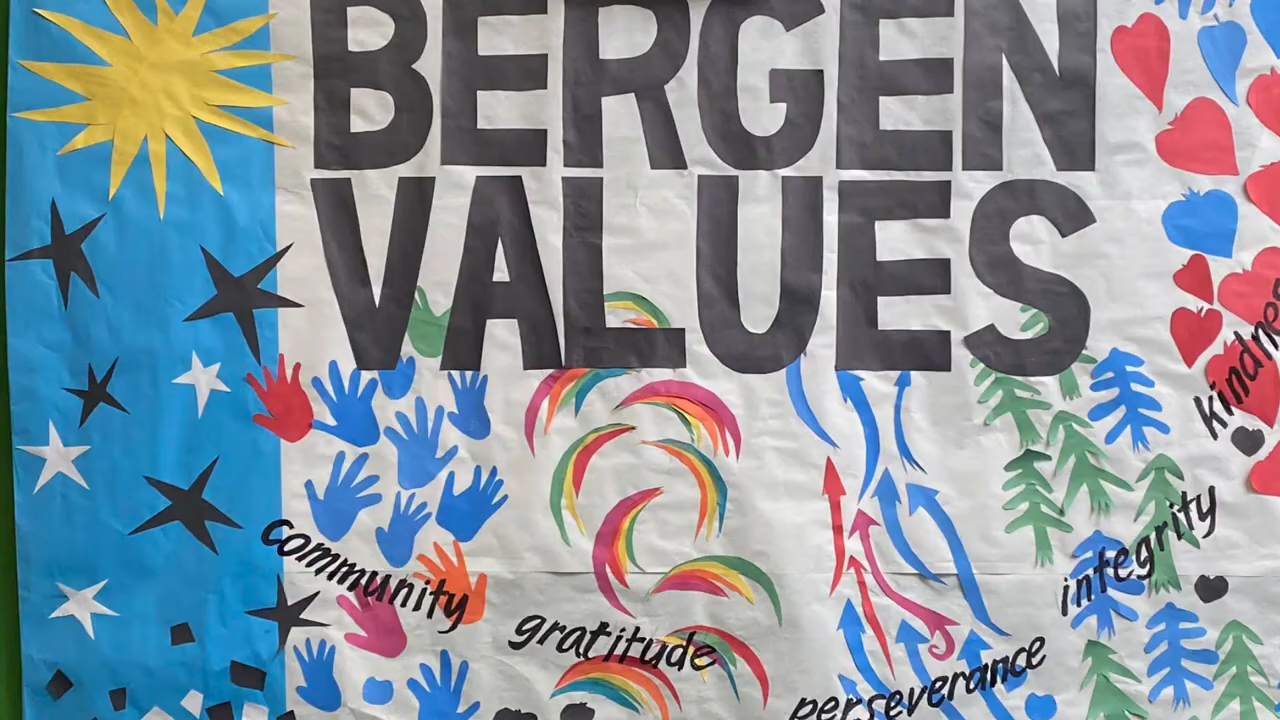 BERGEN
VALUES
community
gratitude
perseverance
integrity
kindnes